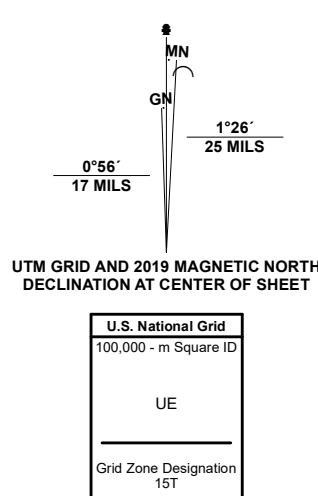 MN
GN
1°26´
25 MILS
0°56´
17 MILS
UTM GRID AND 2019 MAGNETIC NORTH
DECLINATION AT CENTER OF SHEET
U.S. National Grid
100,000 - m Square ID
UE
Grid Zone Designation
15T